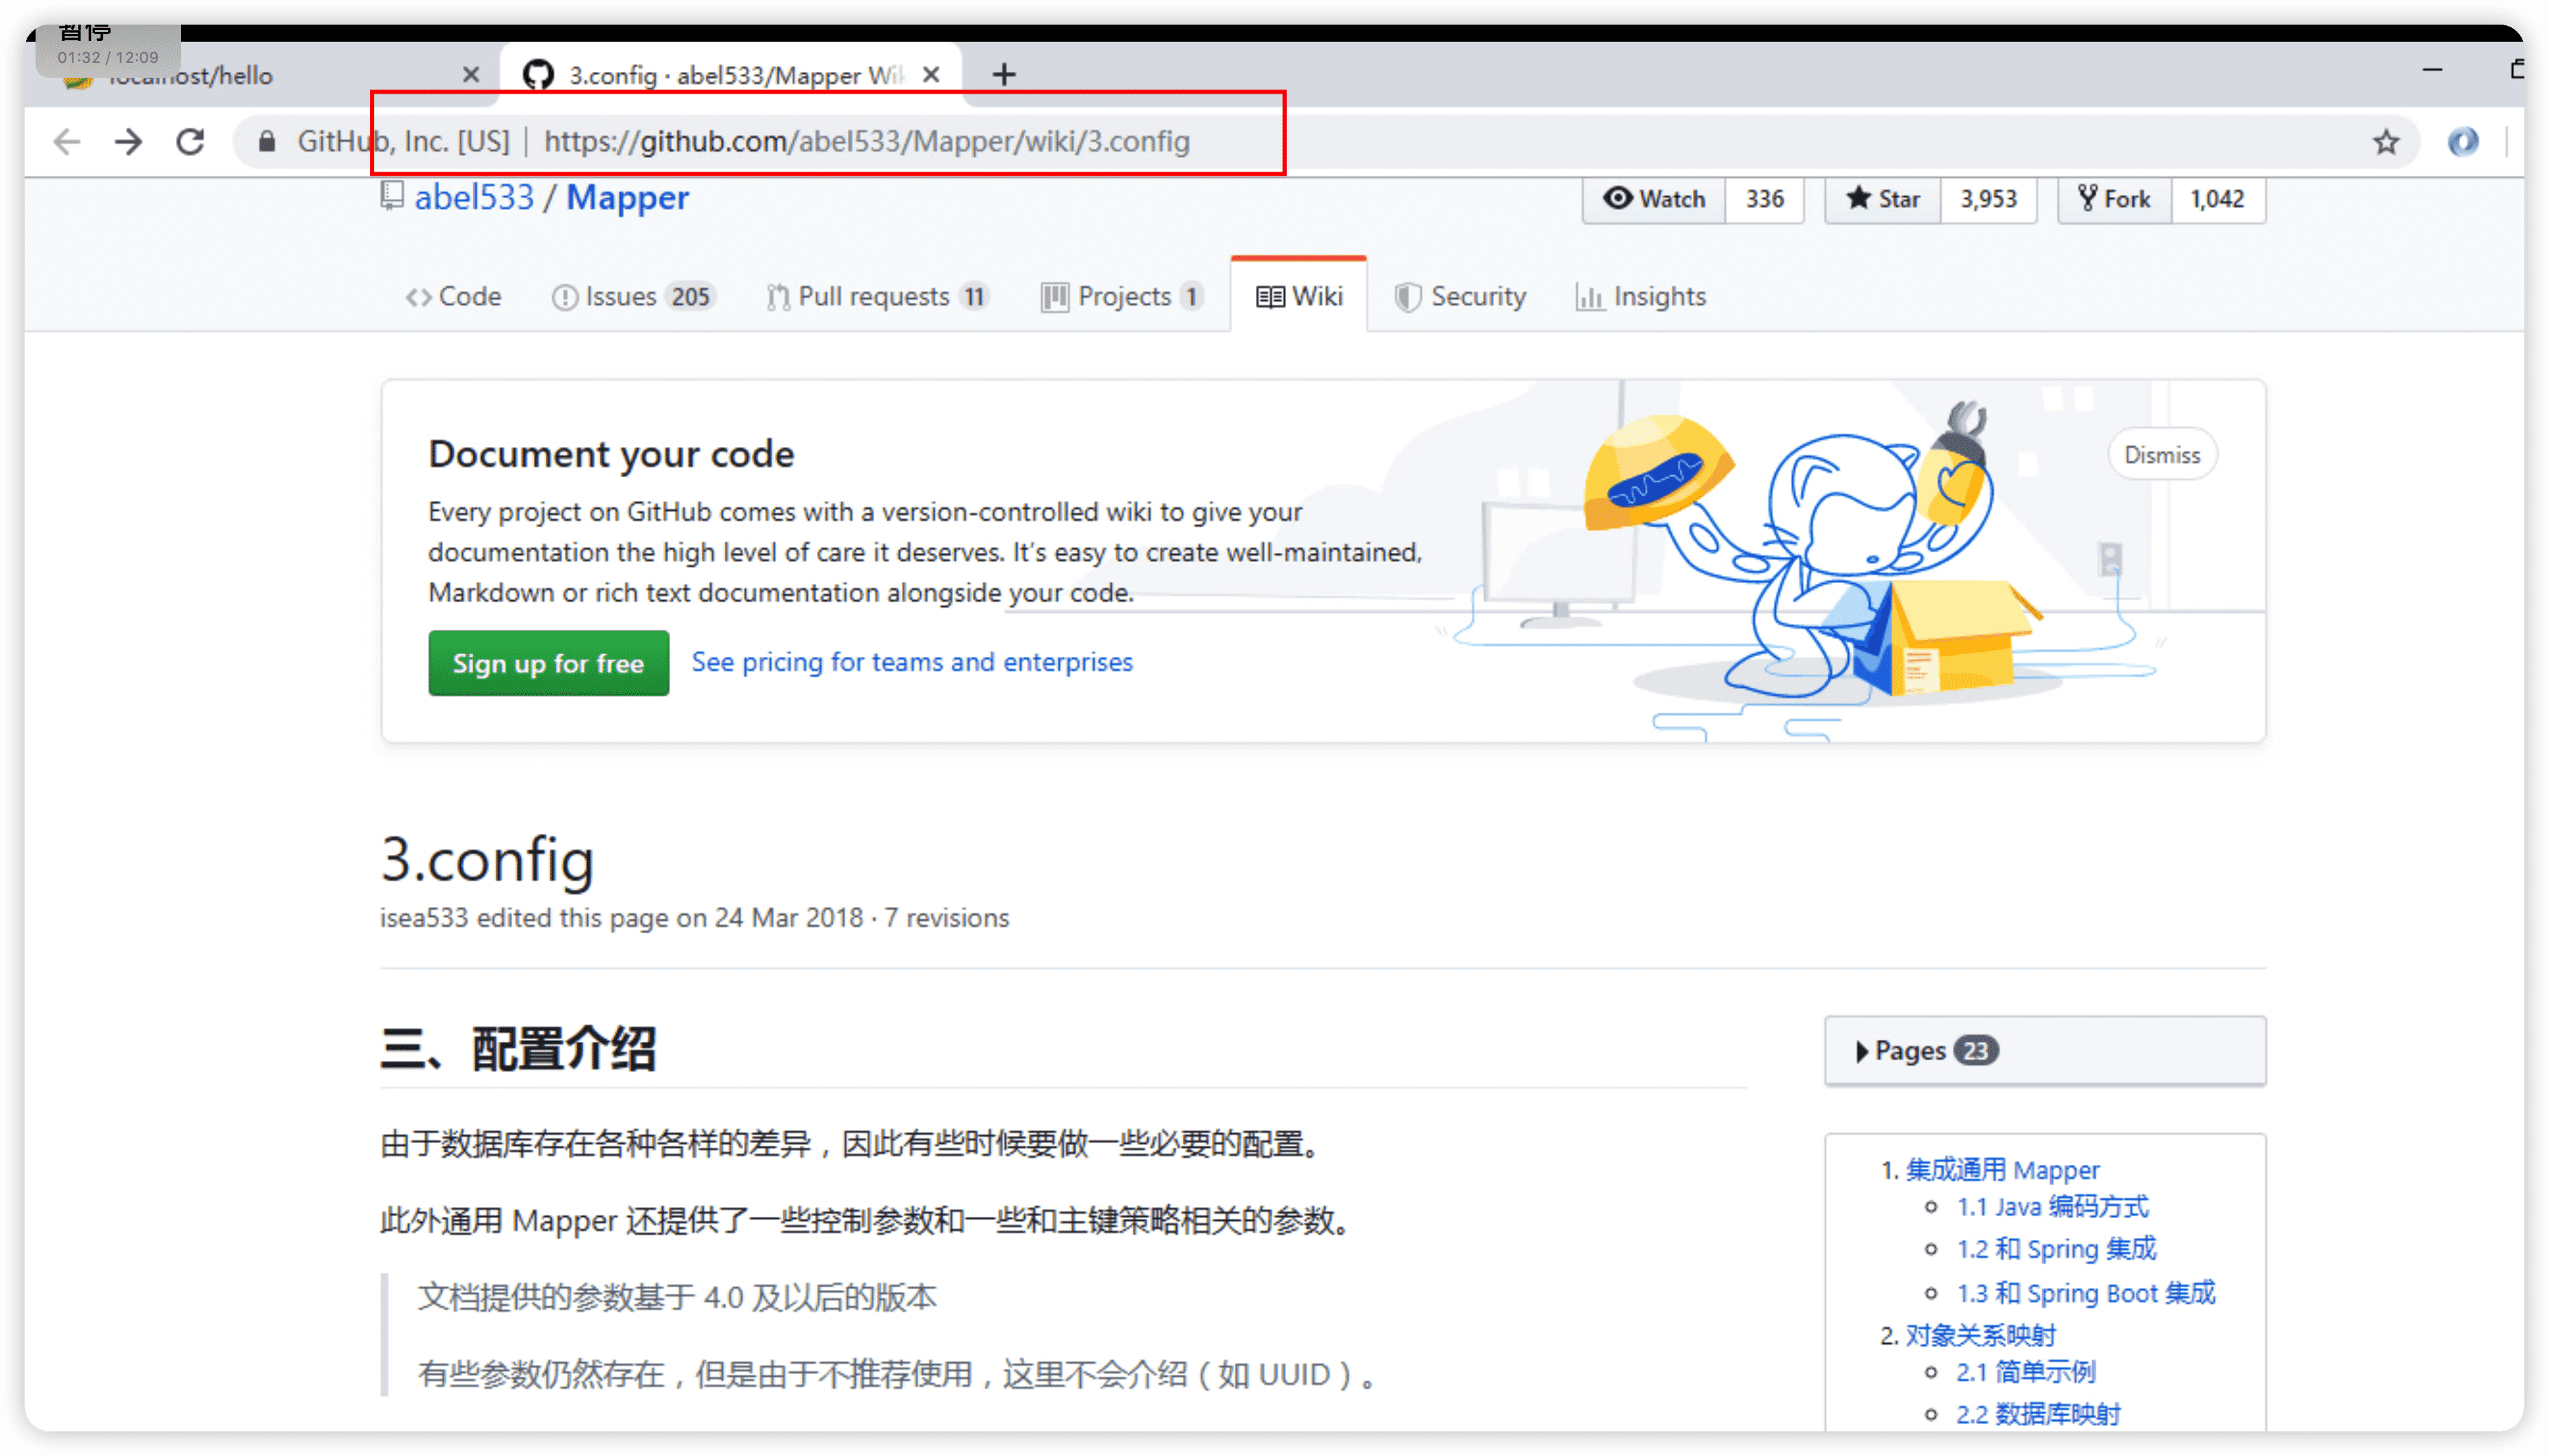 暂停
01:32 / 12:09
localhost/hello
3.config · abel533/Mapper Wi
GitHub, Inc. [US] | https://github.com/abel533/Mapper/wiki/3.config
abel533 / Mapper
Watch 336 Star 3,953 Fork 1,042
Code Issues 205 Pull requests 11 Projects 1 Wiki Security Insights
Document your code
Dismiss
Every project on GitHub comes with a version-controlled wiki to give your
documentation the high level of care it deserves. It's easy to create well-maintained,
Markdown or rich text documentation alongside your code.
Sign up for free See pricing for teams and enterprises
3.config
isea533 edited this page on 24 Mar 2018 · 7 revisions
三、配置介绍
由于数据库存在各种各样的差异，因此有些时候要做一些必要的配置。
此外通用 Mapper 还提供了一些控制参数和一些和主键策略相关的参数。
文档提供的参数基于 4.0 及以后的版本
有些参数仍然存在，但是由于不推荐使用，这里不会介绍（如 UUID）。
Pages 23
1. 集成通用 Mapper
1.1 Java 编码方式
1.2 和 Spring 集成
1.3 和 Spring Boot 集成
2. 对象关系映射
2.1 简单示例
2.2 数据库映射